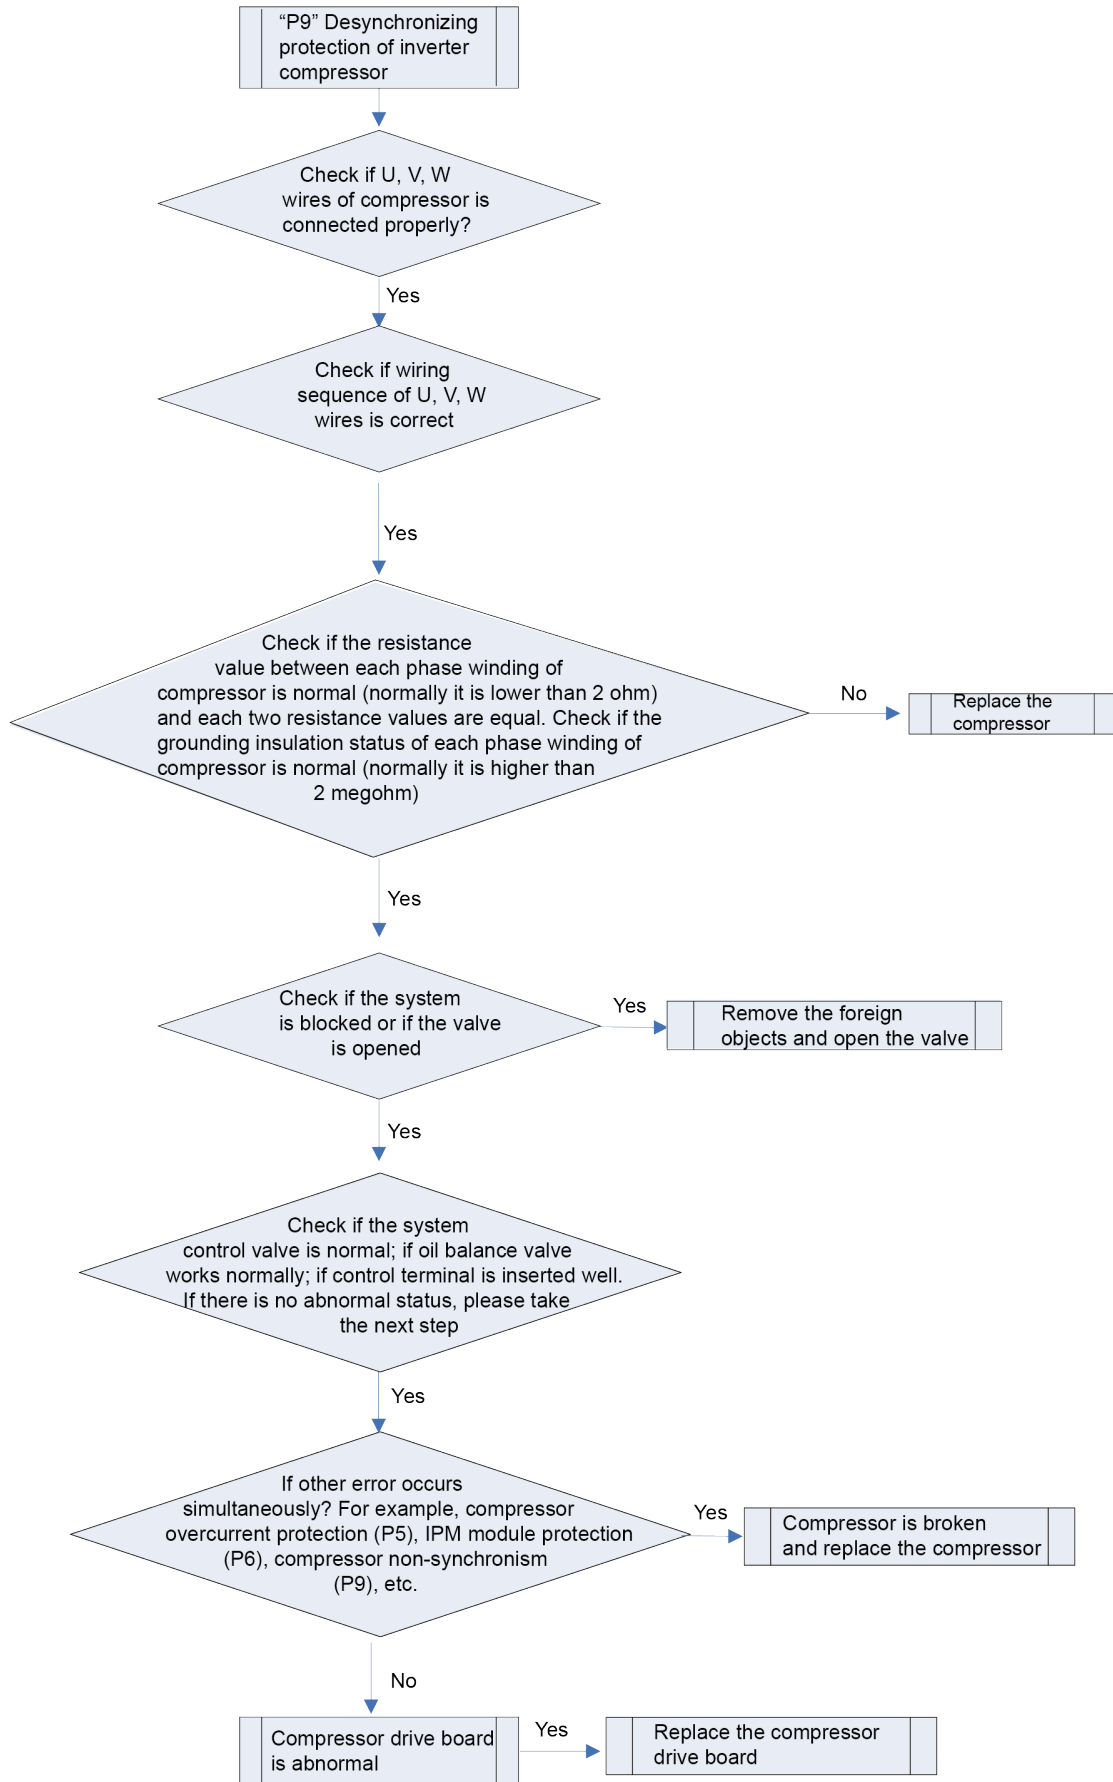 “P9” Desynchronizing
protection of inverter
compressor
Check if U, V, W
wires of compressor is
connected properly?
Yes
Check if wiring
sequence of U, V, W
wires is correct
Yes
Check if the resistance
value between each phase winding of
compressor is normal (normally it is lower than 2 ohm)
and each two resistance values are equal. Check if the
grounding insulation status of each phase winding of
compressor is normal (normally it is higher than
2 megohm)
No
Replace the
compressor
Yes
Check if the system
is blocked or if the valve
is opened
Yes
Remove the foreign
objects and open the valve
Yes
Check if the system
control valve is normal; if oil balance valve
works normally; if control terminal is inserted well.
If there is no abnormal status, please take
the next step
Yes
If other error occurs
simultaneously? For example, compressor
overcurrent protection (P5), IPM module protection
(P6), compressor non-synchronism
(P9), etc.
Yes
Compressor is broken
and replace the compressor
No
Compressor drive board
is abnormal
Yes
Replace the compressor
drive board